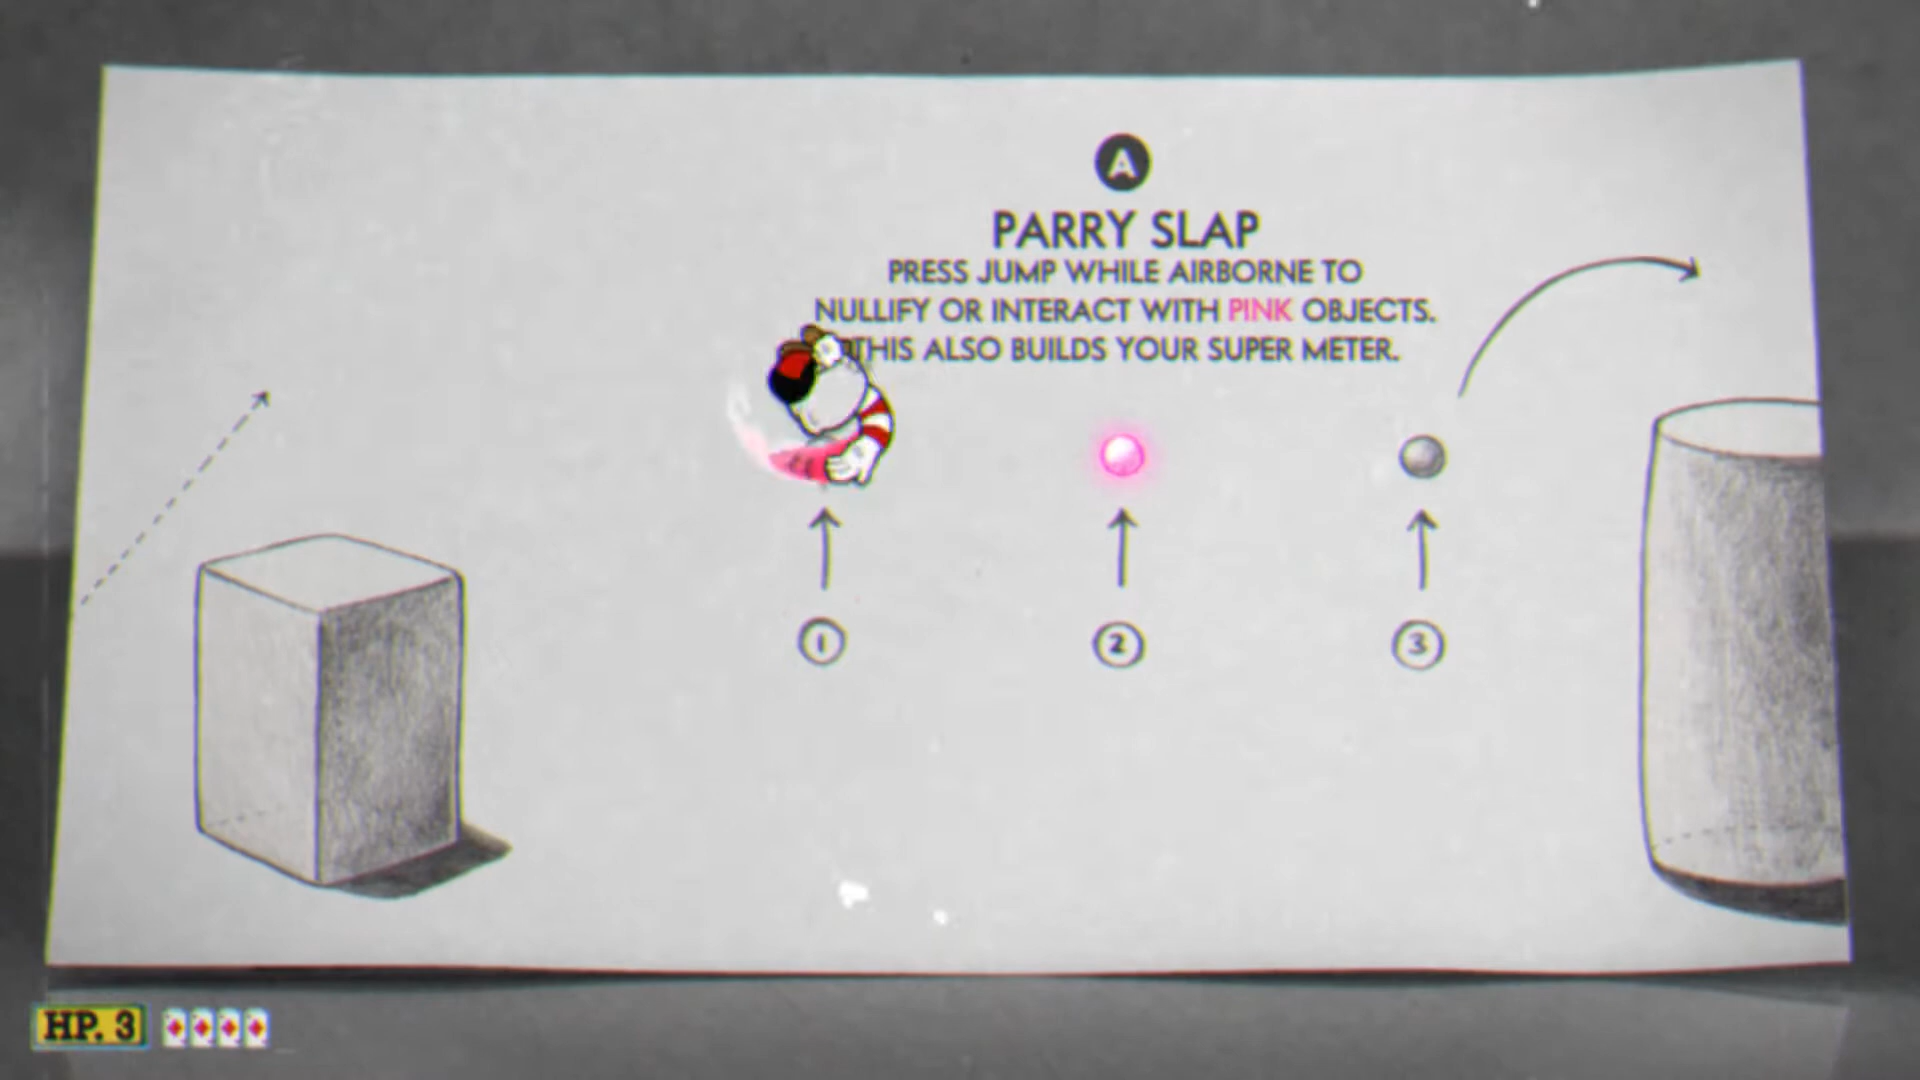 A
PARRY SLAP
PRESS JUMP WHILE AIRBORNE TO
NULLIFY OR INTERACT WITH PINK OBJECTS.
THIS ALSO BUILDS YOUR SUPER METER.
1 2 3
HP. 3